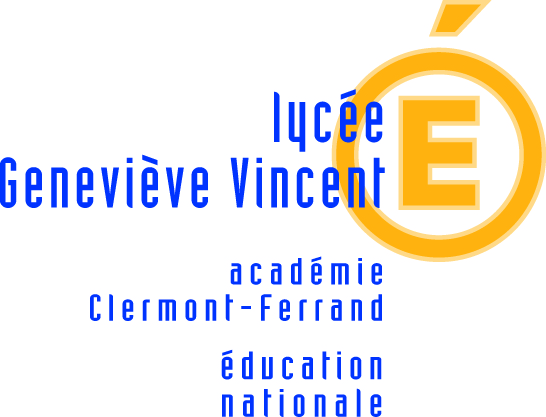 lycée
Geneviève Vincent
É
académie
Clermont-Ferrand
éducation
nationale